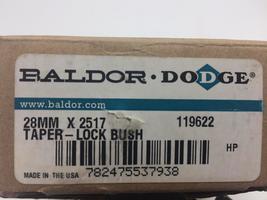 BALDOR · DODGE
www.baldor.com
28MM X 2517 119622
TAPER-LOCK BUSH
HP
MADE IN THE USA 782475537938